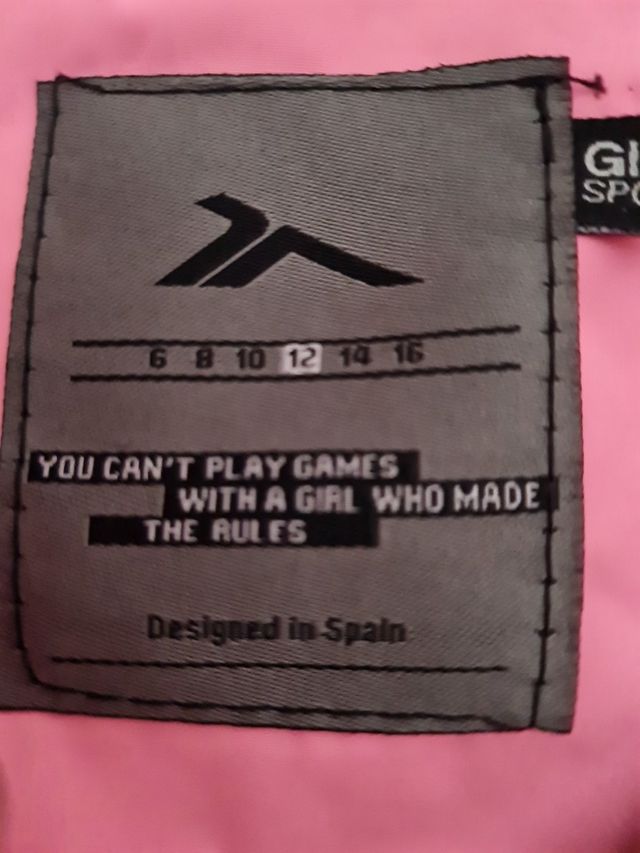 6 8 10 12 14 16
YOU CAN'T PLAY GAMES
WITH A GIRL WHO MADE
THE RULES
Designed in Spain